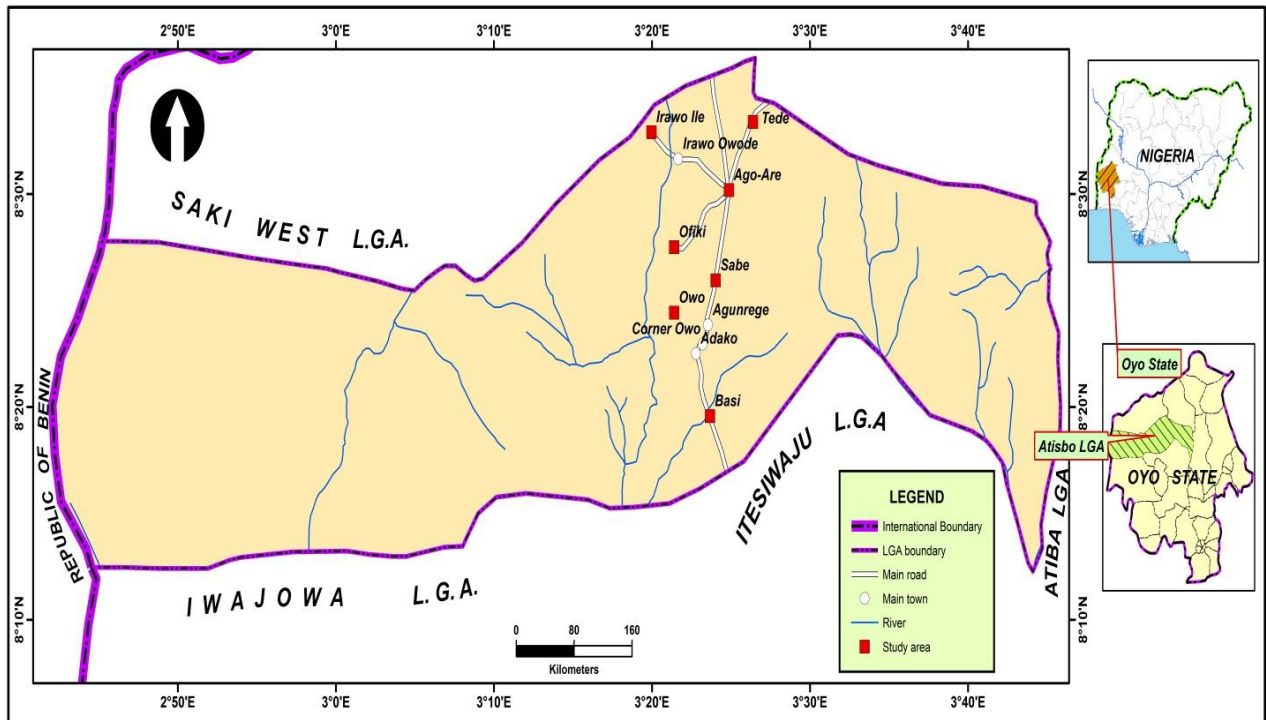 2°50'E 3°0'E 3°10'E 3°20'E 3°30'E 3°40'E
Irawo Ile
Tede
Irawo Owode
Ago-Are
8°30'N
8°30'N
SAKI WEST L.G.A.
Ofiki
Sabe
Owo
Agunrege
Corner Owo
Adako
8°20'N
8°20'N
Basi
REPUBLIC OF BENIN
ITESIWAJU L.G.A
ATIBA LGA
IWAJOWA L.G.A.
8°10'N
8°10'N
0 80 160
Kilometers
LEGEND
International Boundary
LGA boundary
Main road
Main town
River
Study area
NIGERIA
Oyo State
Atisbo LGA
OYO STATE
2°50'E 3°0'E 3°10'E 3°20'E 3°30'E 3°40'E